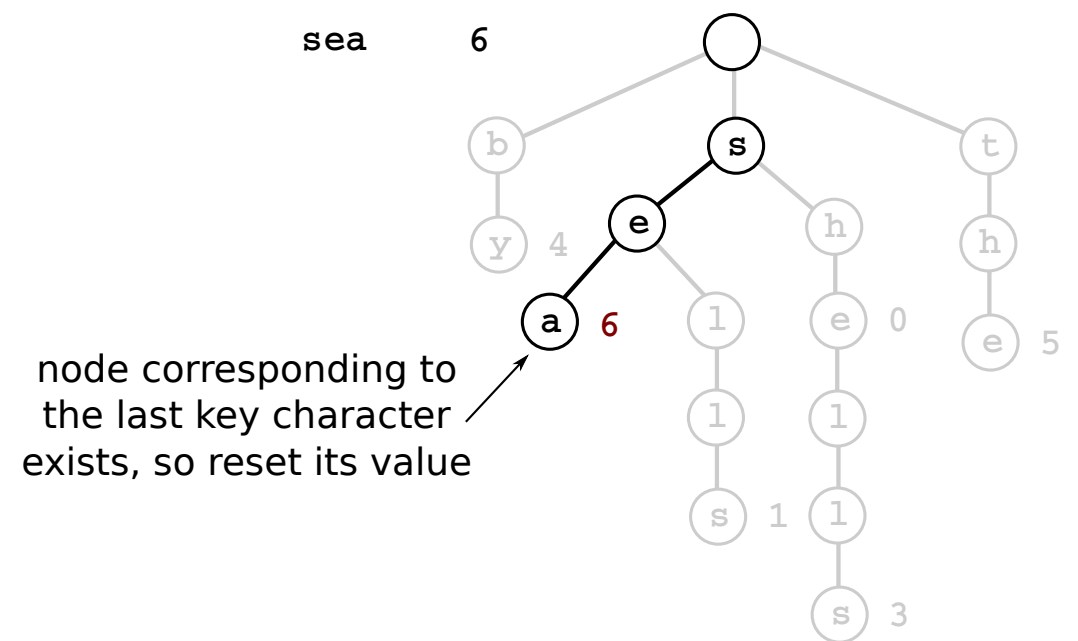 sea 6
b s t
e h
y 4 h
a 6 l e 0
e 5
node corresponding to
the last key character
exists, so reset its value
l l
s 1 l
s 3